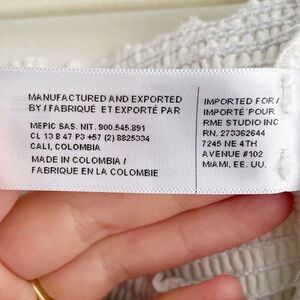 MANUFACTURED AND EXPORTED
BY / FABRIQUÉ ET EXPORTÉ PAR
MEPIC SAS. NIT. 900.545.891
CL 13 8 47 P3 +57 (2) 8825334
CALI, COLOMBIA
MADE IN COLOMBIA /
FABRIQUE EN LA COLOMBIE
IMPORTED FOR /
IMPORTÉ POUR
RME STUDIO INC
RN. 273362644
7245 NE 4TH
AVENUE #102
MIAMI, EE. UU.